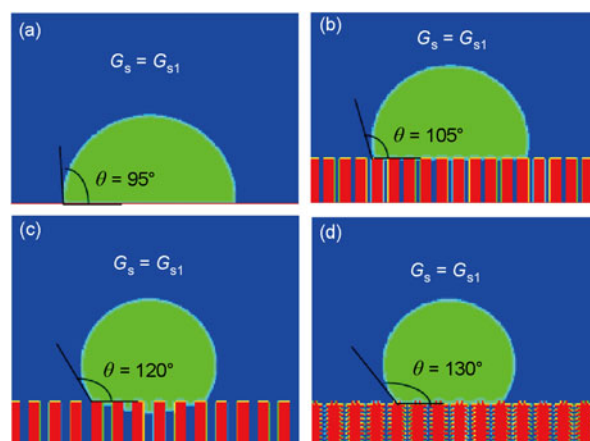 (a)
Gs = Gs1
θ = 95°
(b)
Gs = Gs1
θ = 105°
(c)
Gs = Gs1
θ = 120°
(d)
Gs = Gs1
θ = 130°